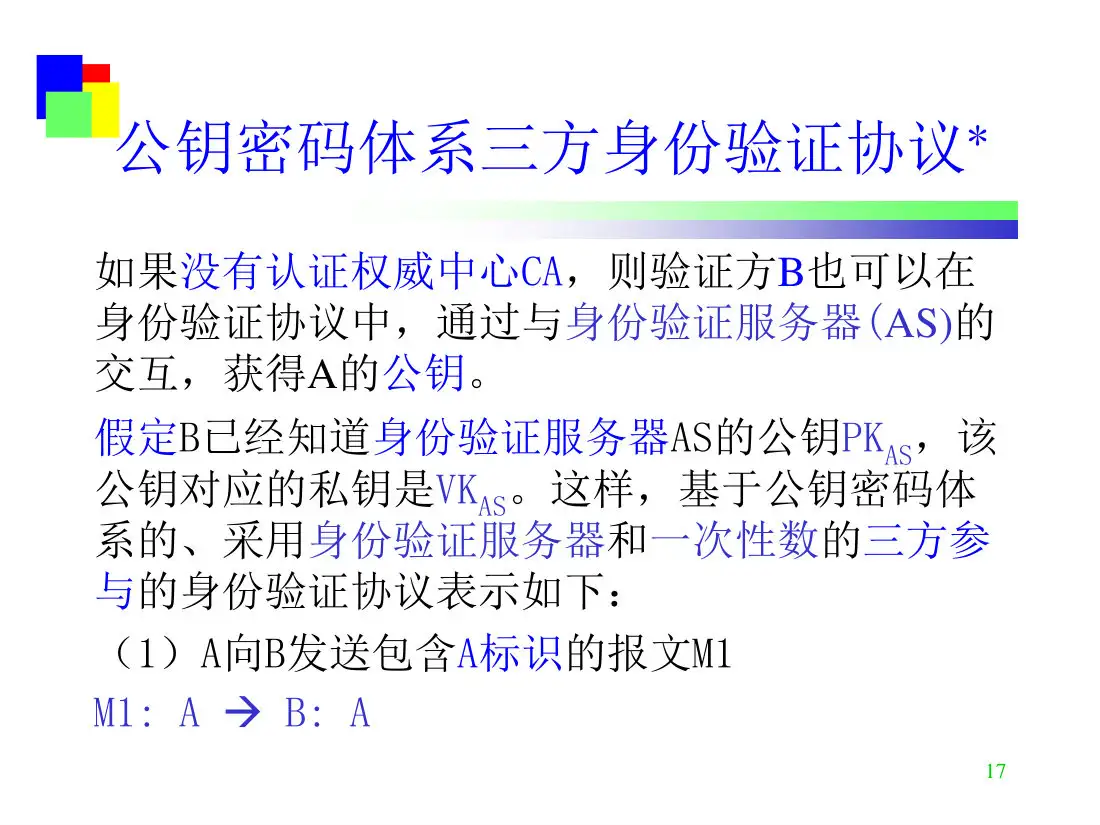 公钥密码体系三方身份验证协议*
如果没有认证权威中心CA，则验证方B也可以在
身份验证协议中，通过与身份验证服务器(AS)的
交互，获得A的公钥。
假定B已经知道身份验证服务器AS的公钥PKAS，该
公钥对应的私钥是VKAS。这样，基于公钥密码体
系的、采用身份验证服务器和一次性数的三方参
与的身份验证协议表示如下：
（1）A向B发送包含A标识的报文M1
M1: A → B: A
17